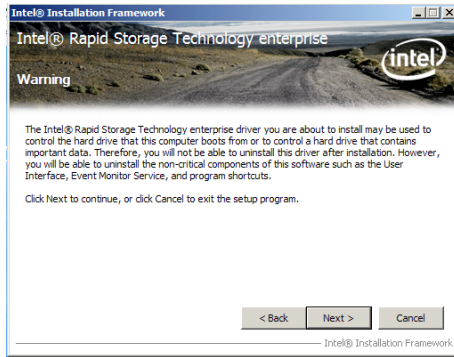 Intel® Installation Framework
Intel® Rapid Storage Technology enterprise
intel
Warning
The Intel® Rapid Storage Technology enterprise driver you are about to install may be used to
control the hard drive that this computer boots from or to control a hard drive that contains
important data. Therefore, you will not be able to uninstall this driver after installation. However,
you will be able to uninstall the non-critical components of this software such as the User
Interface, Event Monitor Service, and program shortcuts.
Click Next to continue, or click Cancel to exit the setup program.
< Back Next > Cancel
Intel® Installation Framework